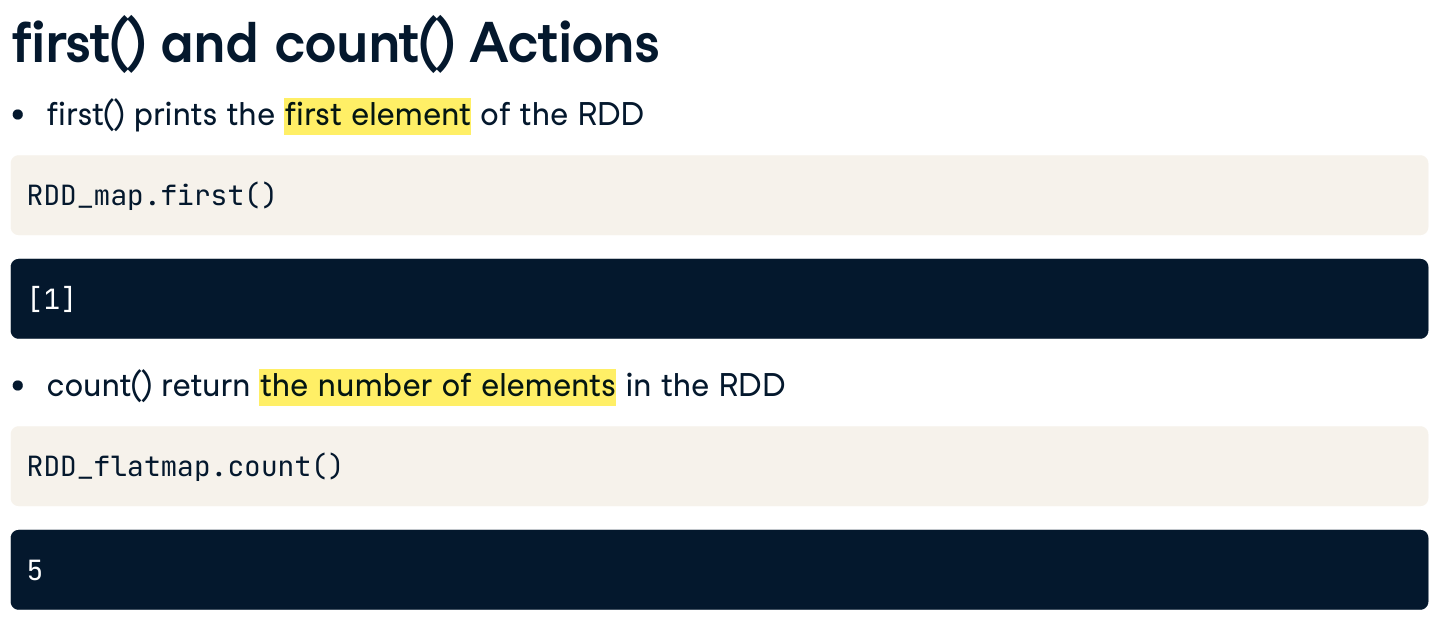 first() and count() Actions
• first() prints the first element of the RDD
RDD_map.first()
[1]
• count() return the number of elements in the RDD
RDD_flatmap.count()
5